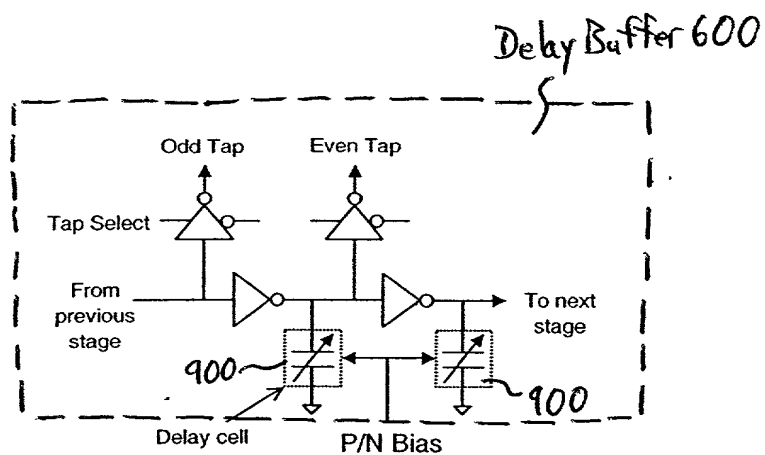 Delay Buffer 600
Odd Tap
Even Tap
Tap Select
From
previous
stage
To next
stage
900
900
Delay cell
P/N Bias